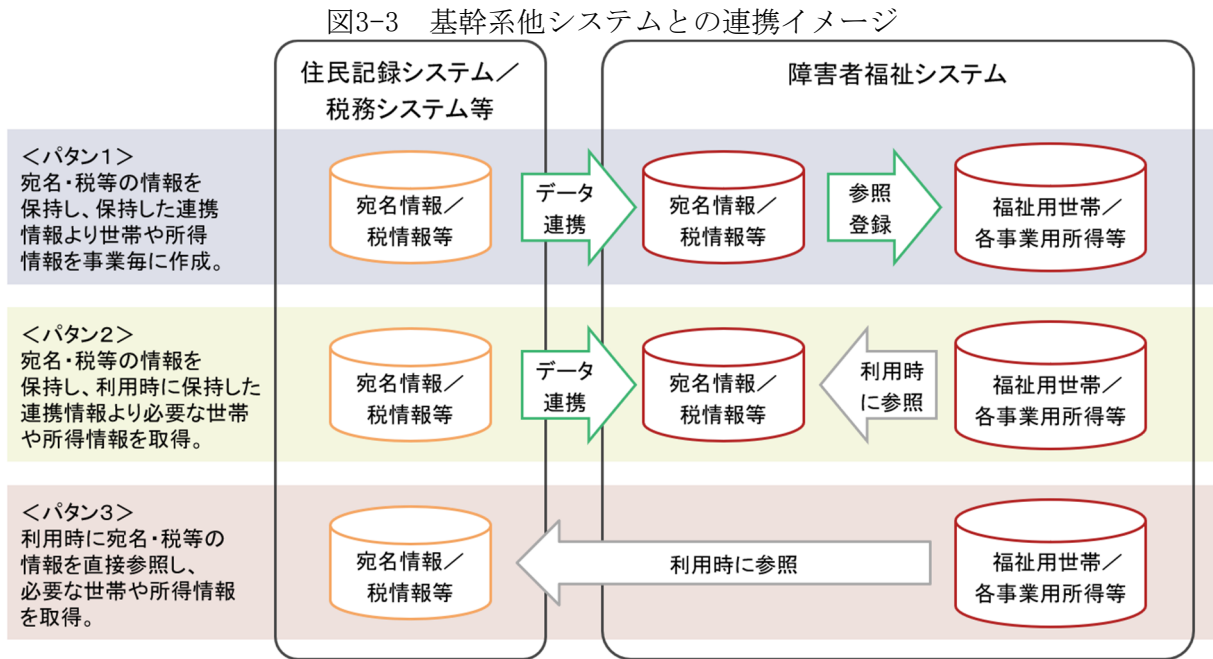 図3-3　基幹系他システムとの連携イメージ
住民記録システム／
税務システム等
障害者福祉システム
＜パタン１＞
宛名・税等の情報を
保持し、保持した連携
情報より世帯や所得
情報を事業毎に作成。
宛名情報／
税情報等
データ
連携
宛名情報／
税情報等
参照
登録
福祉用世帯／
各事業用所得等
＜パタン２＞
宛名・税等の情報を
保持し、利用時に保持した
連携情報より必要な世帯
や所得情報を取得。
宛名情報／
税情報等
データ
連携
宛名情報／
税情報等
利用時
に参照
福祉用世帯／
各事業用所得等
＜パタン３＞
利用時に宛名・税等の
情報を直接参照し、
必要な世帯や所得情報
を取得。
宛名情報／
税情報等
利用時に参照
福祉用世帯／
各事業用所得等